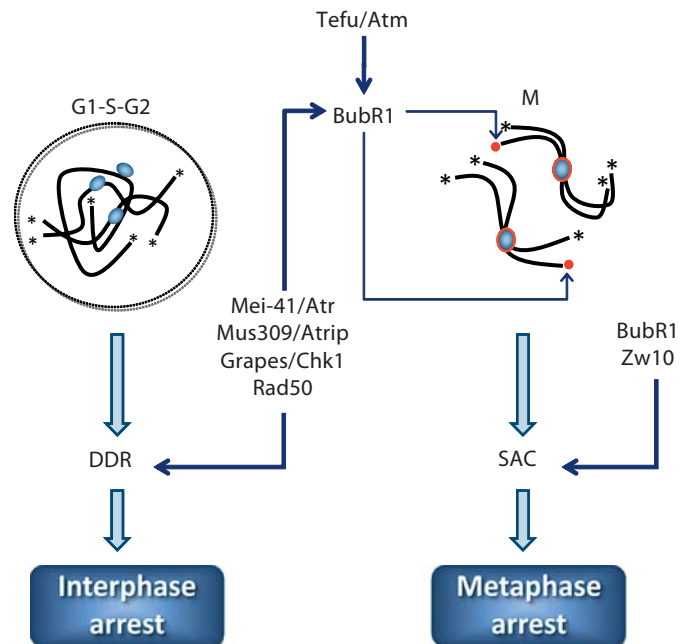 Tefu/Atm
G1-S-G2
BubR1
M
* * * * * *
* * * * * *
Mei-41/Atr
Mus309/Atrip
Grapes/Chk1
Rad50
BubR1
Zw10
DDR
SAC
Interphase
arrest
Metaphase
arrest